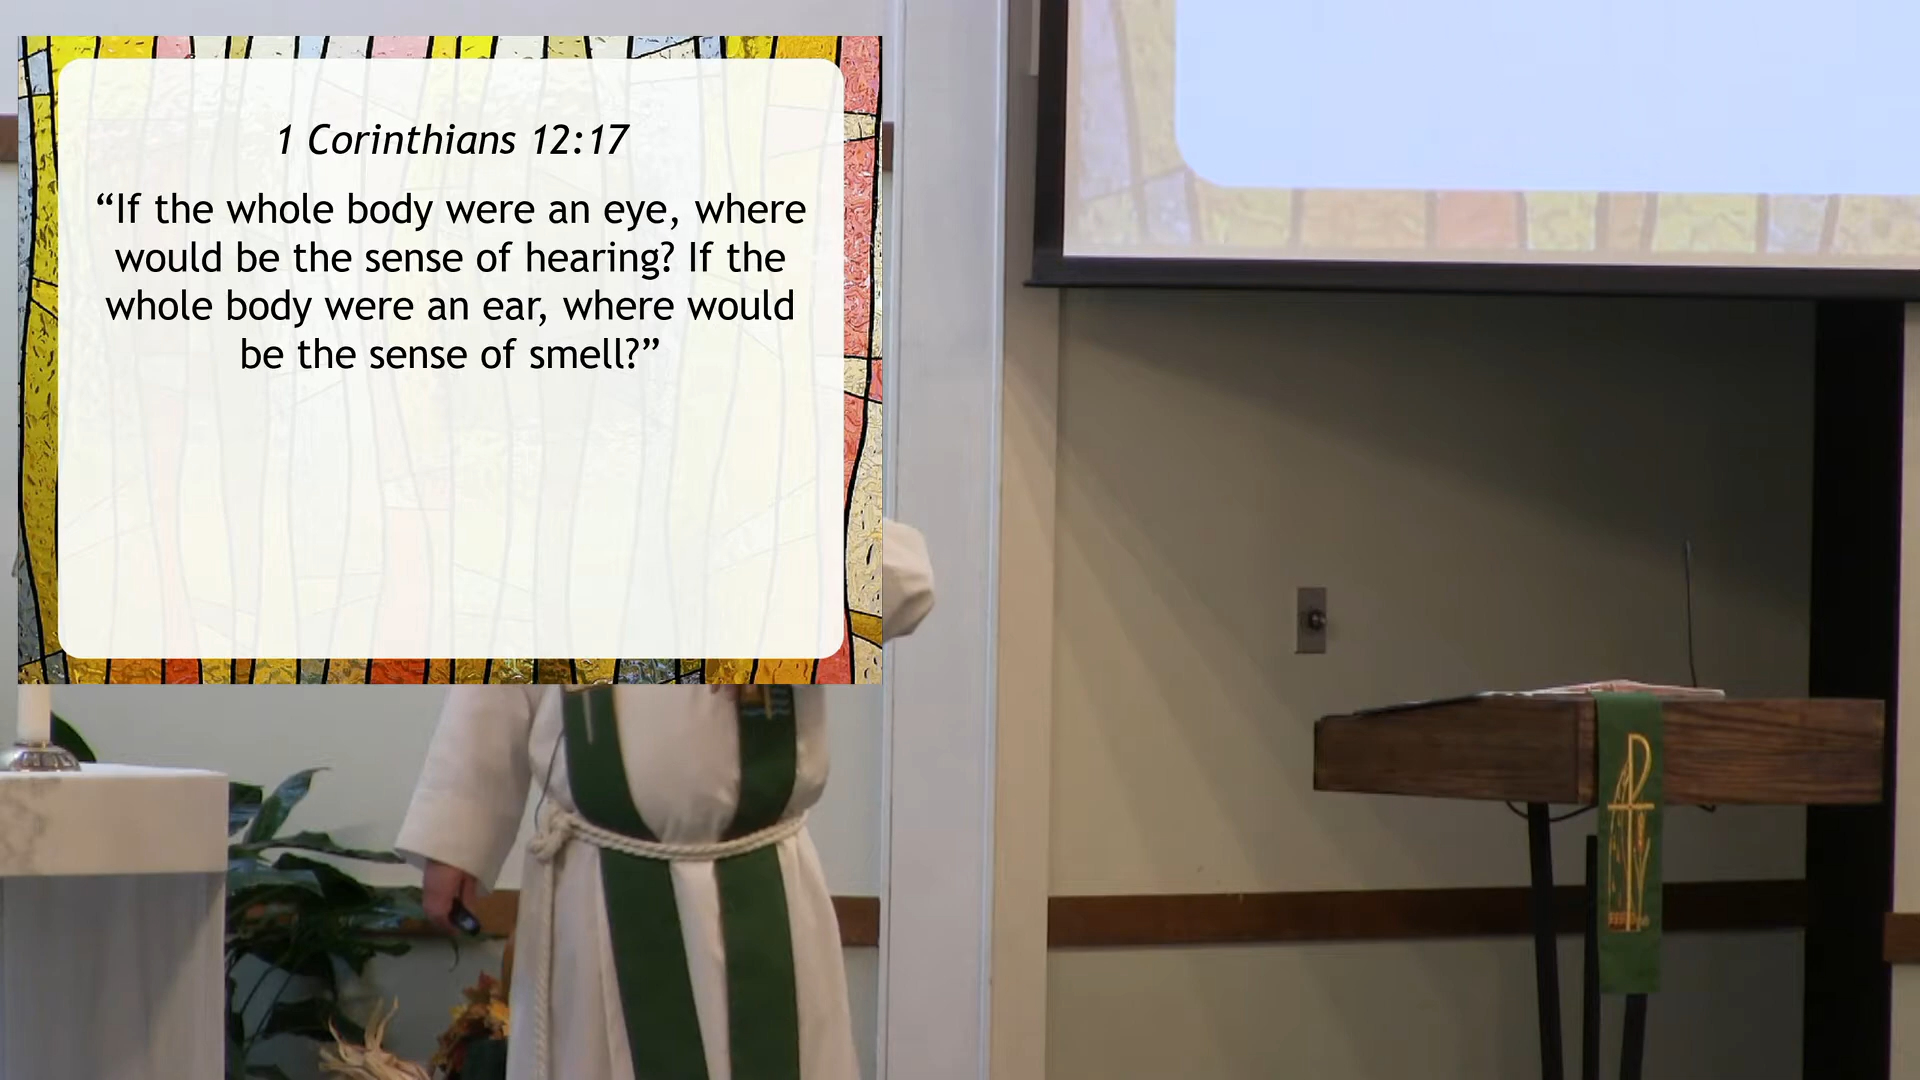 1 Corinthians 12:17
“If the whole body were an eye, where
would be the sense of hearing? If the
whole body were an ear, where would
be the sense of smell?”